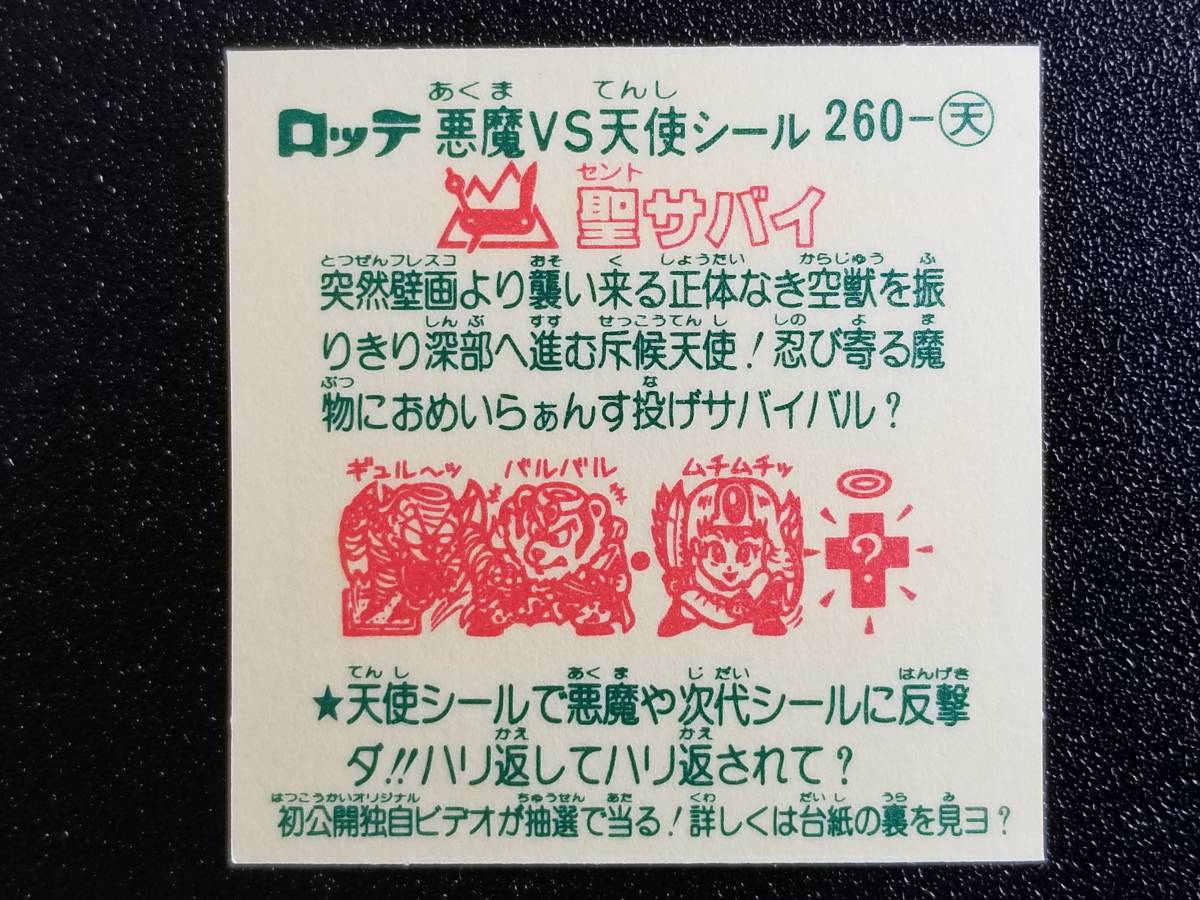 あくま てんし
ロッテ 悪魔VS天使シール 260-㊝天
セント
聖サバイ
とつぜんフレスコ おそ く しょうたい からじゅう ふ
突然壁画より襲い来る正体なき空獣を振
しんぶ すす せっこうてんし しの よ ま
りきり深部へ進む斥候天使！忍び寄る魔
ぶつ な
物におめいらぁんす投げサバイバル？
ギュル〜ッ バルバル ムチムチッ
?
てんし あくま じだい はんげき
★天使シールで悪魔や次代シールに反撃
かえ かえ
ダ!!ハリ返してハリ返されて？
はつこうかいオリジナル ちゅうせん あた くわ だいし うら み
初公開独自ビデオが抽選で当る！詳しくは台紙の裏を見ヨ？